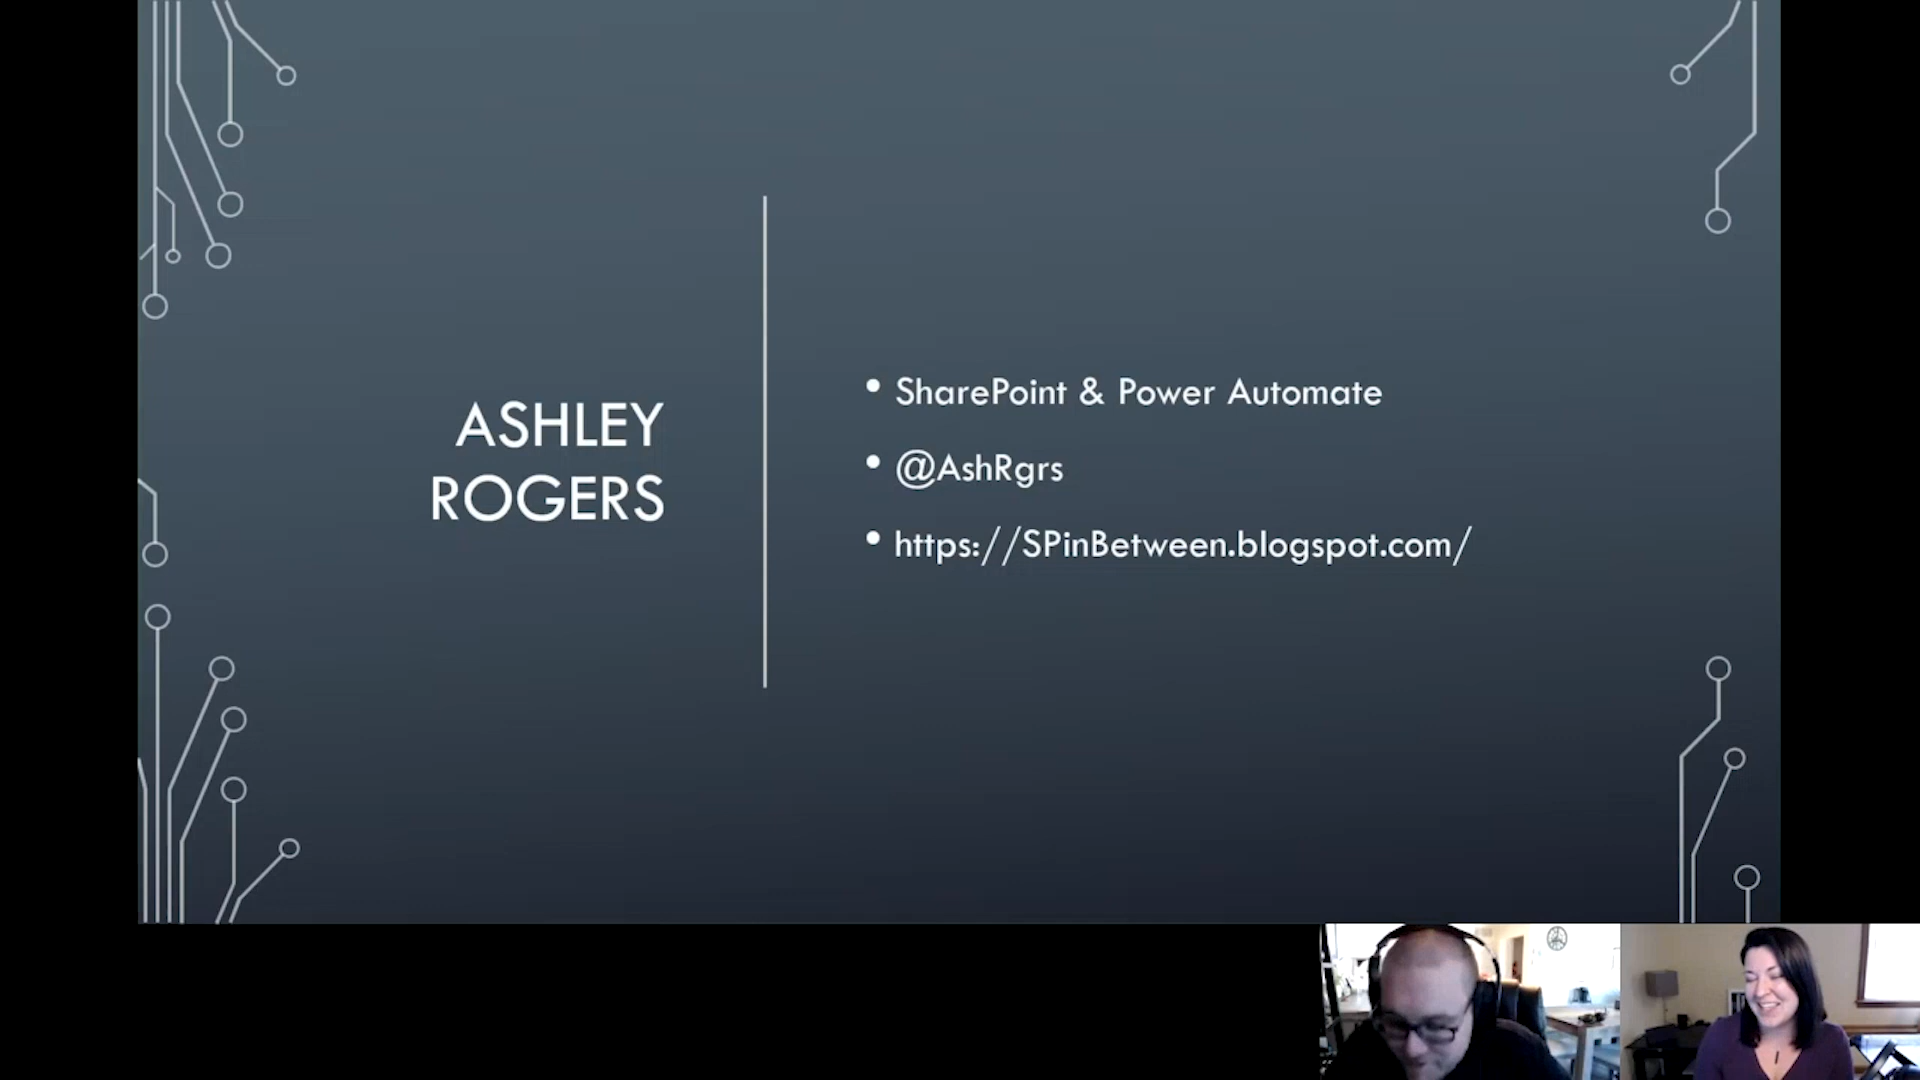 ASHLEY
ROGERS
SharePoint & Power Automate
@AshRgrs
https://SPinBetween.blogspot.com/